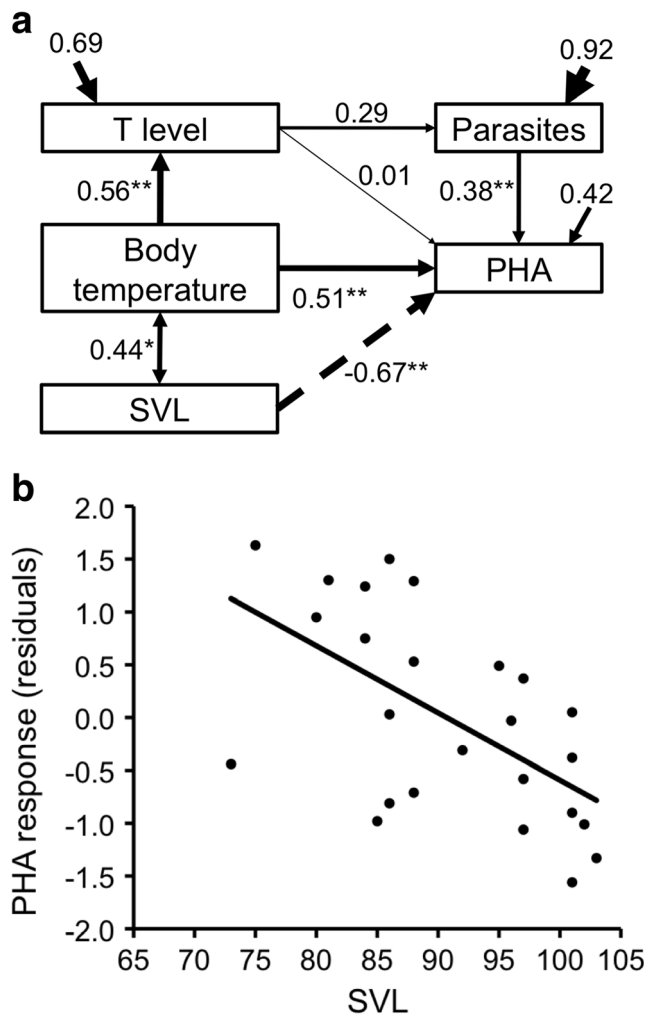 a
0.69
0.92
T level
0.29
Parasites
0.56**
0.01
0.38**
0.42
Body
temperature
0.51**
PHA
0.44*
-0.67**
SVL
b
PHA response (residuals)
2.0
1.5
1.0
0.5
0.0
-0.5
-1.0
-1.5
-2.0
65 70 75 80 85 90 95 100 105
SVL